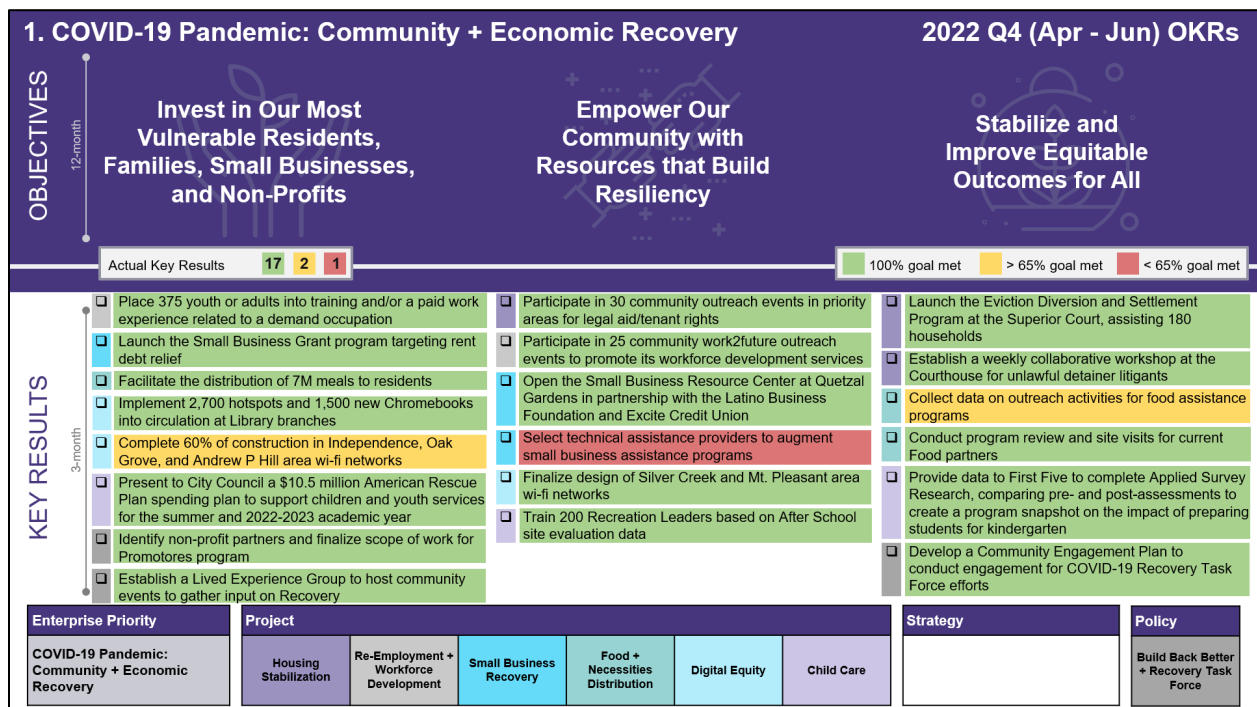 1. COVID-19 Pandemic: Community + Economic Recovery
2022 Q4 (Apr - Jun) OKRs
OBJECTIVES
12-month
Invest in Our Most
Vulnerable Residents,
Families, Small Businesses,
and Non-Profits
Empower Our
Community with
Resources that Build
Resiliency
Stabilize and
Improve Equitable
Outcomes for All
Actual Key Results 17 2 1
100% goal met > 65% goal met < 65% goal met
KEY RESULTS
3-month
Place 375 youth or adults into training and/or a paid work
experience related to a demand occupation
Launch the Small Business Grant program targeting rent
debt relief
Facilitate the distribution of 7M meals to residents
Implement 2,700 hotspots and 1,500 new Chromebooks
into circulation at Library branches
Complete 60% of construction in Independence, Oak
Grove, and Andrew P Hill area wi-fi networks
Present to City Council a $10.5 million American Rescue
Plan spending plan to support children and youth services
for the summer and 2022-2023 academic year
Identify non-profit partners and finalize scope of work for
Promotores program
Establish a Lived Experience Group to host community
events to gather input on Recovery
Participate in 30 community outreach events in priority
areas for legal aid/tenant rights
Participate in 25 community work2future outreach
events to promote its workforce development services
Open the Small Business Resource Center at Quetzal
Gardens in partnership with the Latino Business
Foundation and Excite Credit Union
Select technical assistance providers to augment
small business assistance programs
Finalize design of Silver Creek and Mt. Pleasant area
wi-fi networks
Train 200 Recreation Leaders based on After School
site evaluation data
Launch the Eviction Diversion and Settlement
Program at the Superior Court, assisting 180
households
Establish a weekly collaborative workshop at the
Courthouse for unlawful detainer litigants
Collect data on outreach activities for food assistance
programs
Conduct program review and site visits for current
Food partners
Provide data to First Five to complete Applied Survey
Research, comparing pre- and post-assessments to
create a program snapshot on the impact of preparing
students for kindergarten
Develop a Community Engagement Plan to
conduct engagement for COVID-19 Recovery Task
Force efforts
Enterprise Priority
COVID-19 Pandemic:
Community + Economic
Recovery
Project
Housing
Stabilization
Re-Employment +
Workforce
Development
Small Business
Recovery
Food +
Necessities
Distribution
Digital Equity
Child Care
Strategy
Policy
Build Back Better
+ Recovery Task
Force